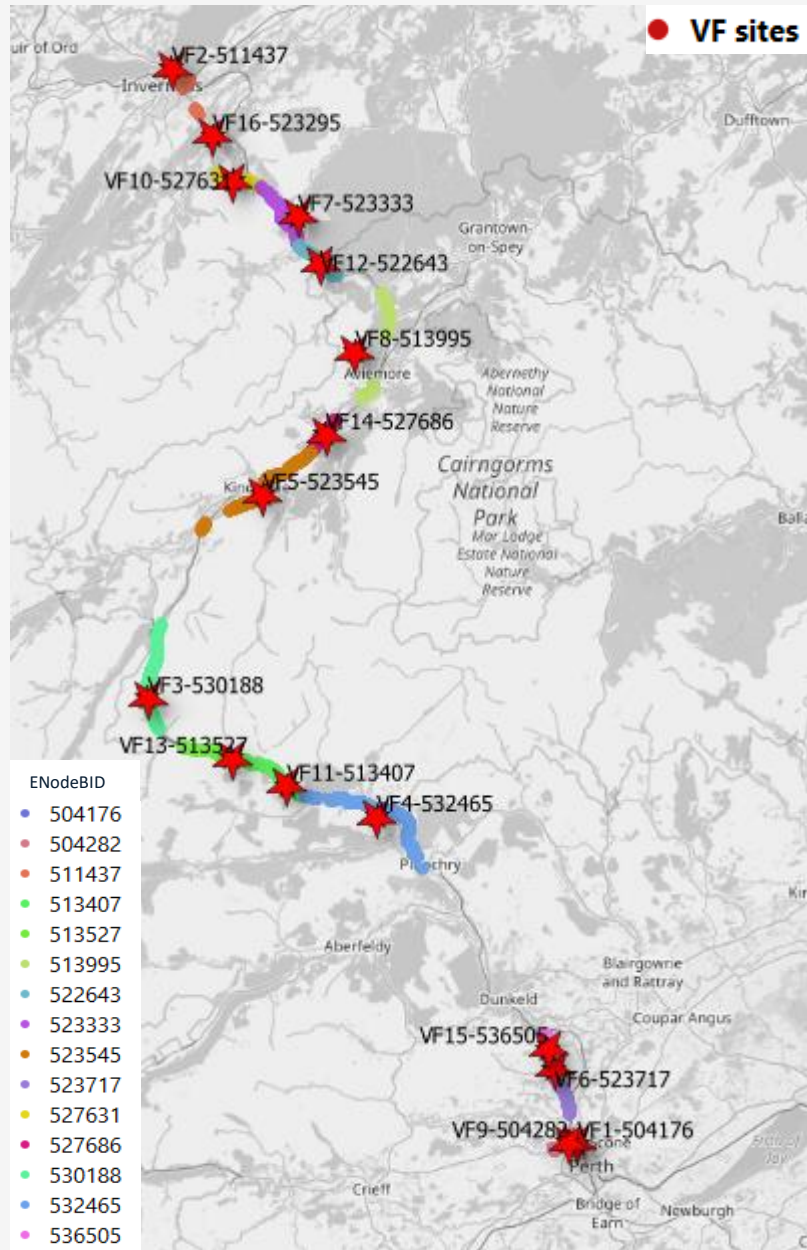 VF sites
uir of Ord
VF2-511437
Inverness
Dufftown
VF16-523295
VF10-527631
VF7-523333
Grantown-
on-Spey
VF12-522643
VF8-513995
Aviemore
Abernethy
National
Nature
Reserve
VF14-527686
Cairngorms
National
Park
VF5-523545
Mar Lodge
Estate National
Nature
Reserve
Balla
VF3-530188
VF13-513527
VF11-513407
VF4-532465
Pitlochry
Aberfeldy
Blairgowrie
and Rattray
Dunkeld
Coupar Angus
VF15-536505
VF6-523717
VF9-504282
VF1-504176
Scone
Perth
Crieff
Bridge of
Earn
Newburgh
ENodeBID
504176
504282
511437
513407
513527
513995
522643
523333
523545
523717
527631
527686
530188
532465
536505